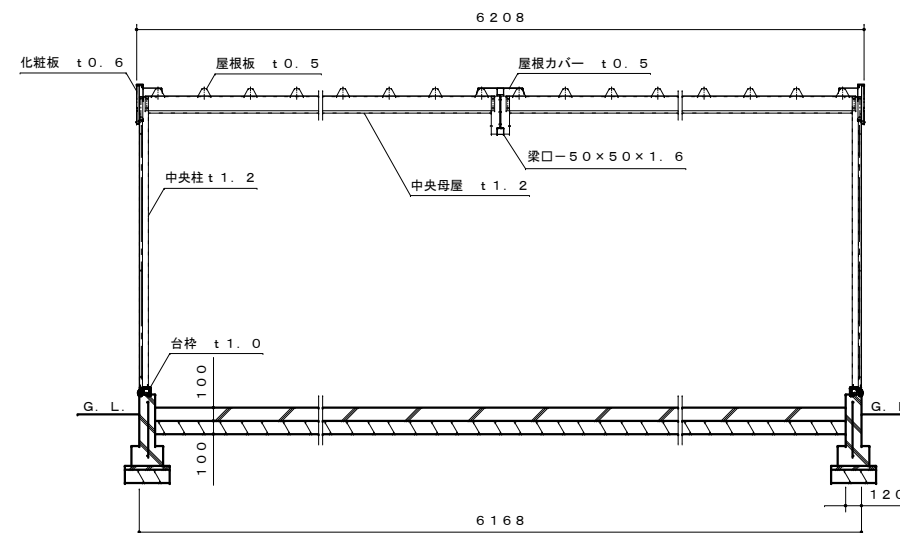 6208
化粧板 t0.6
屋根板 t0.5
屋根カバー t0.5
梁口－50×50×1.6
中央柱t1.2
中央母屋 t1.2
台枠 t1.0
100
G.L.
G.L
100
120
6168